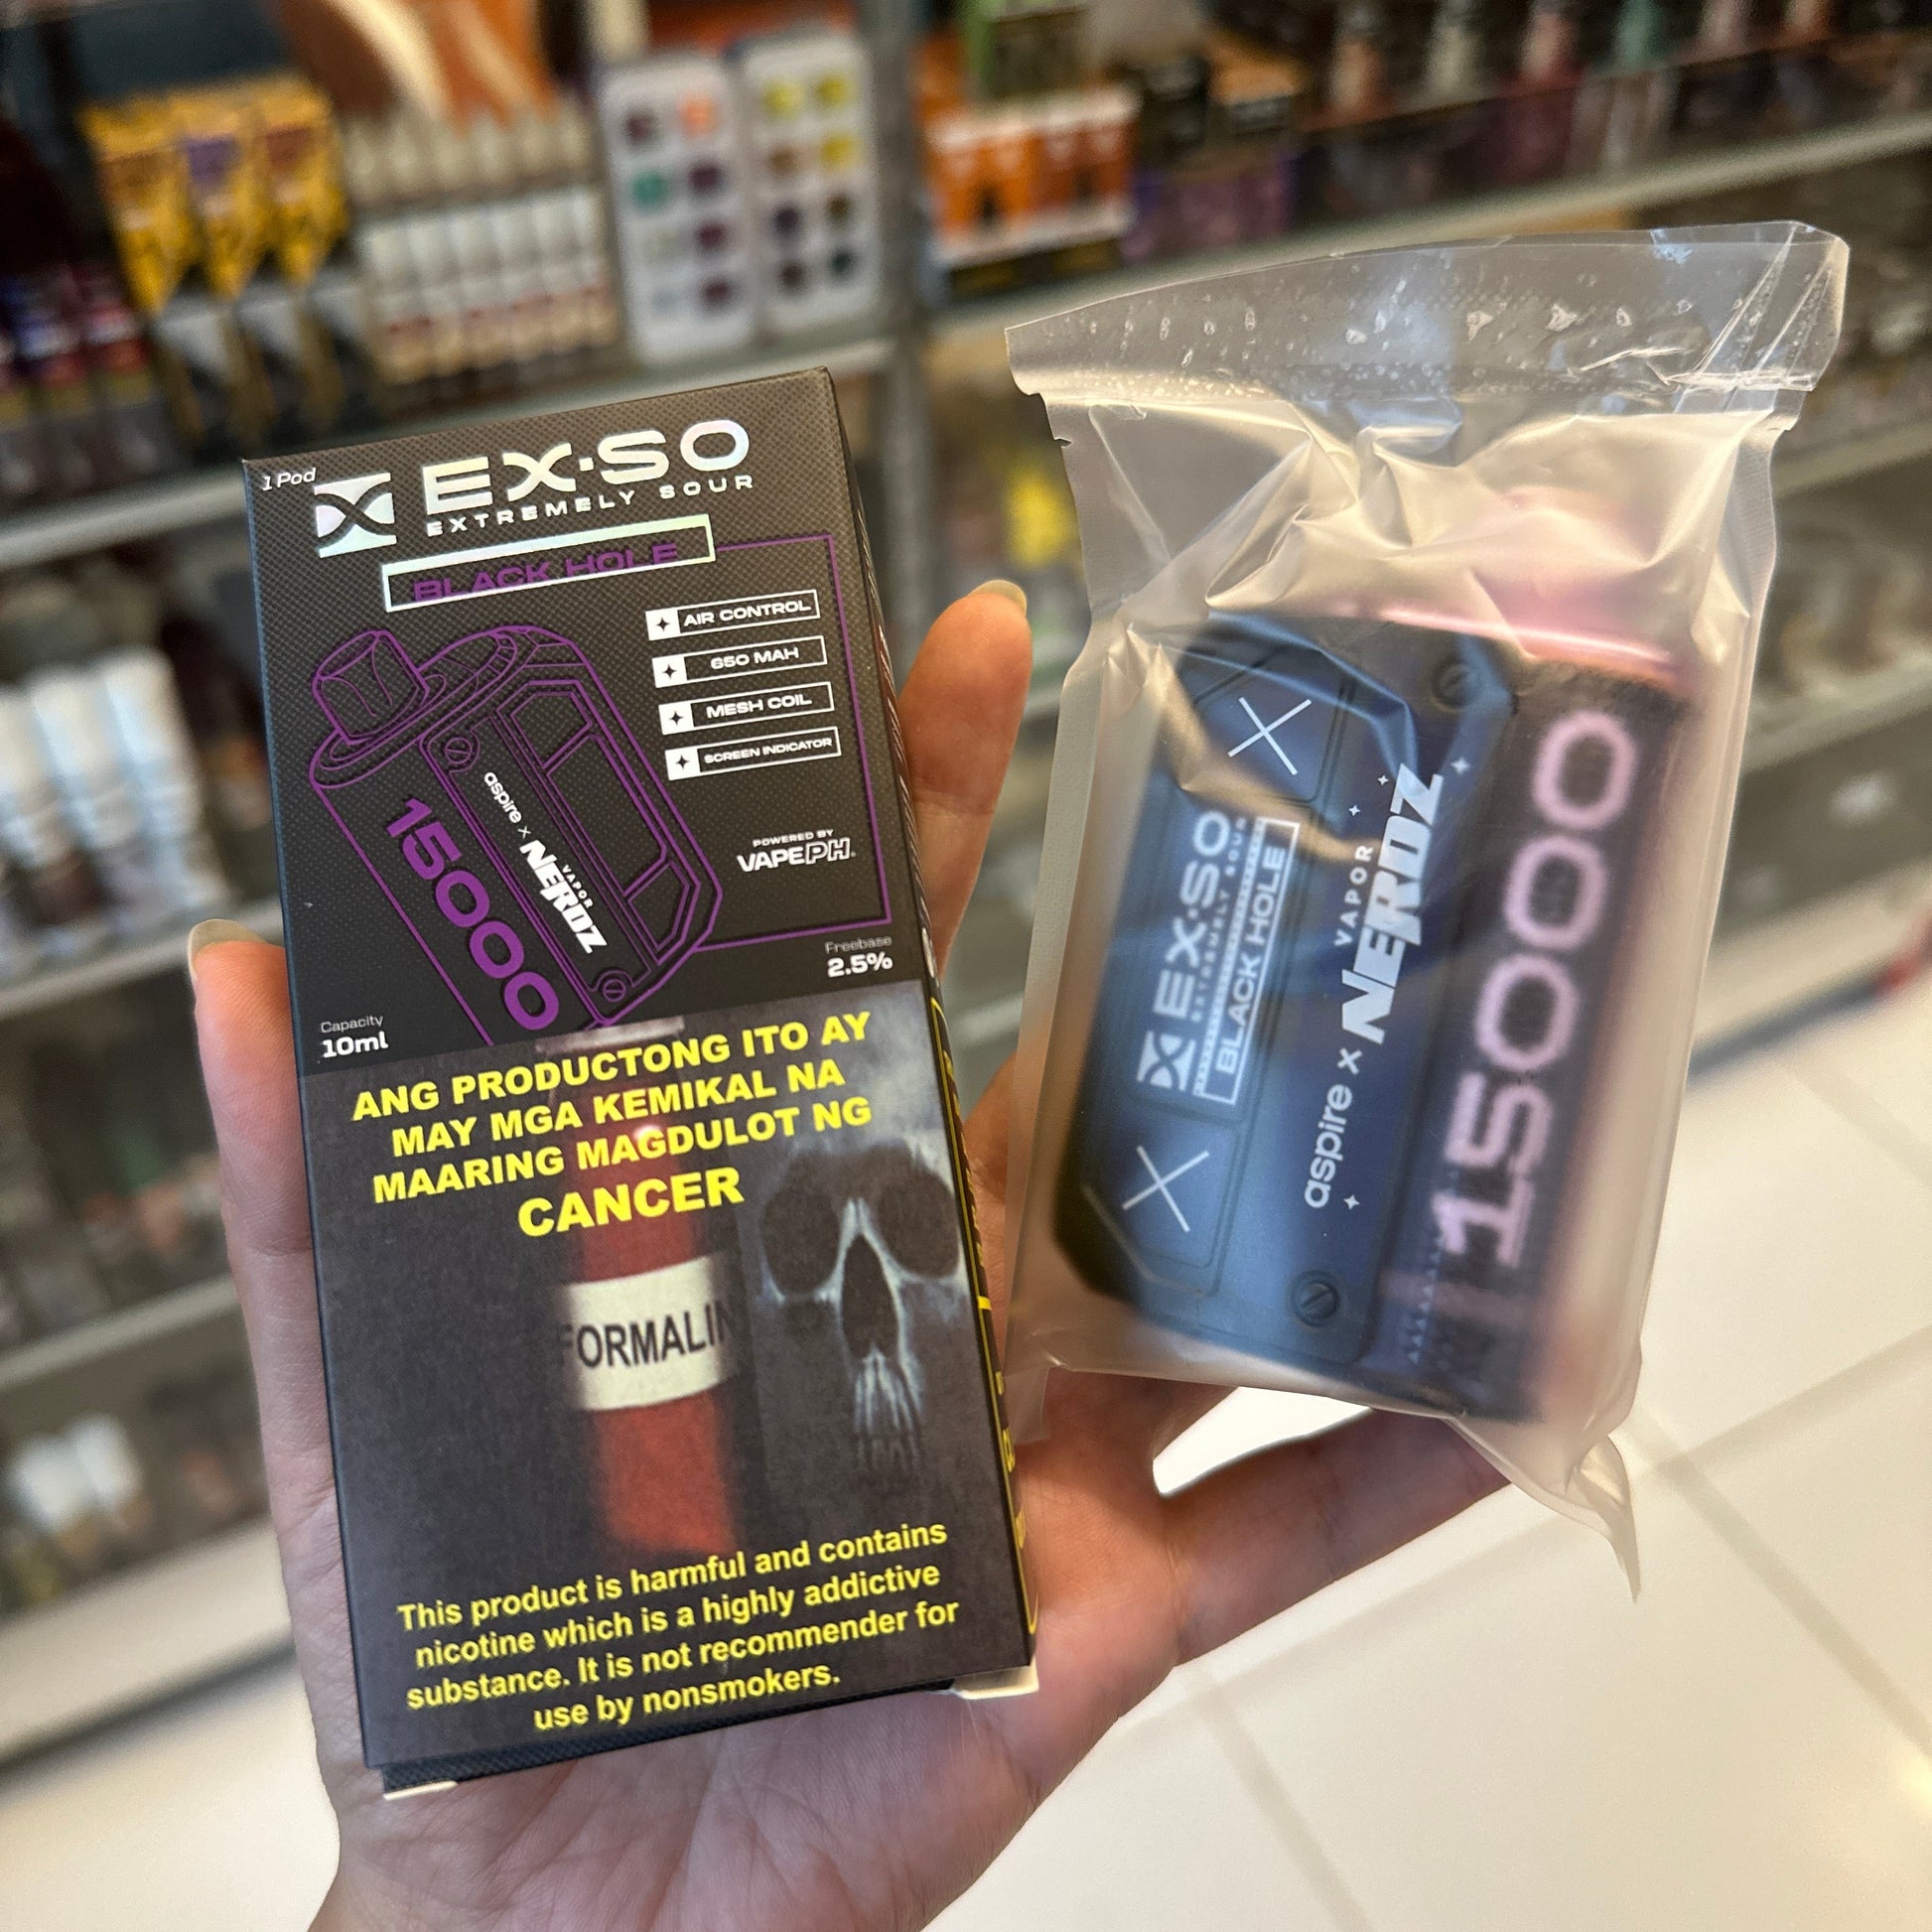 1 Pod
EX·SO
EXTREMELY SOUR
BLACK HOLE
AIR CONTROL
650 MAH
MESH COIL
SCREEN INDICATOR
15000
aspire x
VAPOR
NERDZ
POWERED BY
VAPEPH
Freebase
2.5%
Capacity
10ml
ANG PRODUCTONG ITO AY
MAY MGA KEMIKAL NA
MAARING MAGDULOT NG
CANCER
FORMALIN
This product is harmful and contains
nicotine which is a highly addictive
substance. It is not recommender for
use by nonsmokers.
EX·SO
EXTREMELY SOUR
BLACK HOLE
aspire x
VAPOR
NERDZ
15000